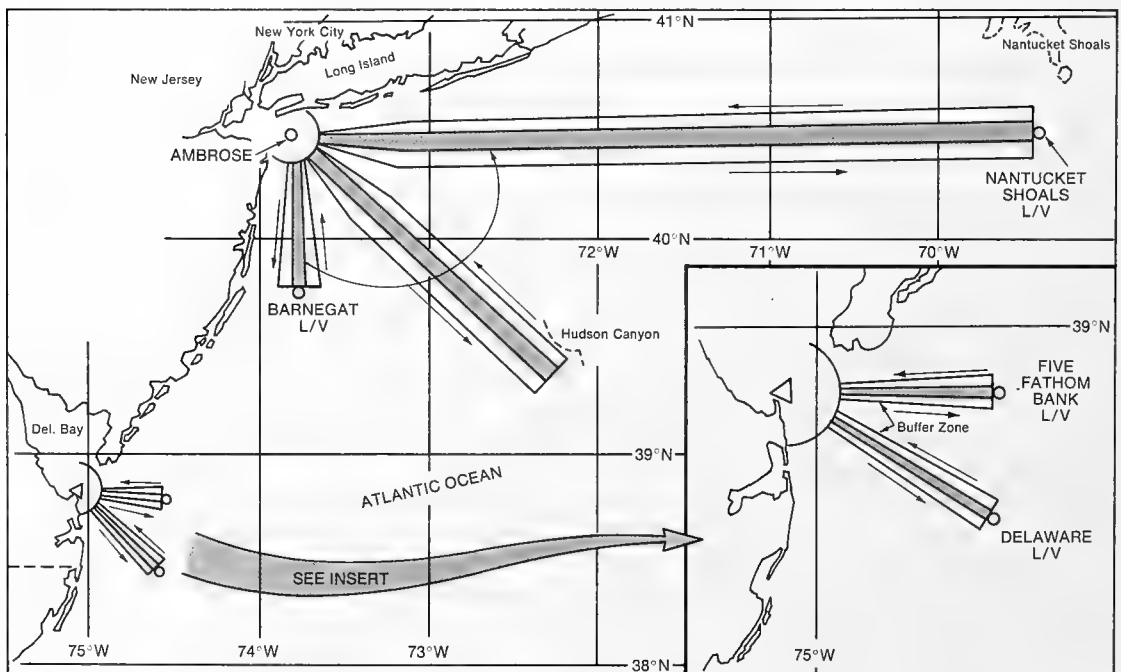 New York City
41°N
Nantucket Shoals
New Jersey
Long Island
AMBROSE
NANTUCKET
SHOALS
L/V
40°N
72°W
71°W
70°W
73°W
BARNEGAT
L/V
Hudson Canyon
39°N
FIVE
FATHOM
BANK
L/V
Buffer Zone
Del. Bay
39°N
ATLANTIC OCEAN
DELAWARE
L/V
SEE INSERT
75°W
74°W
73°W
38°N
75°W